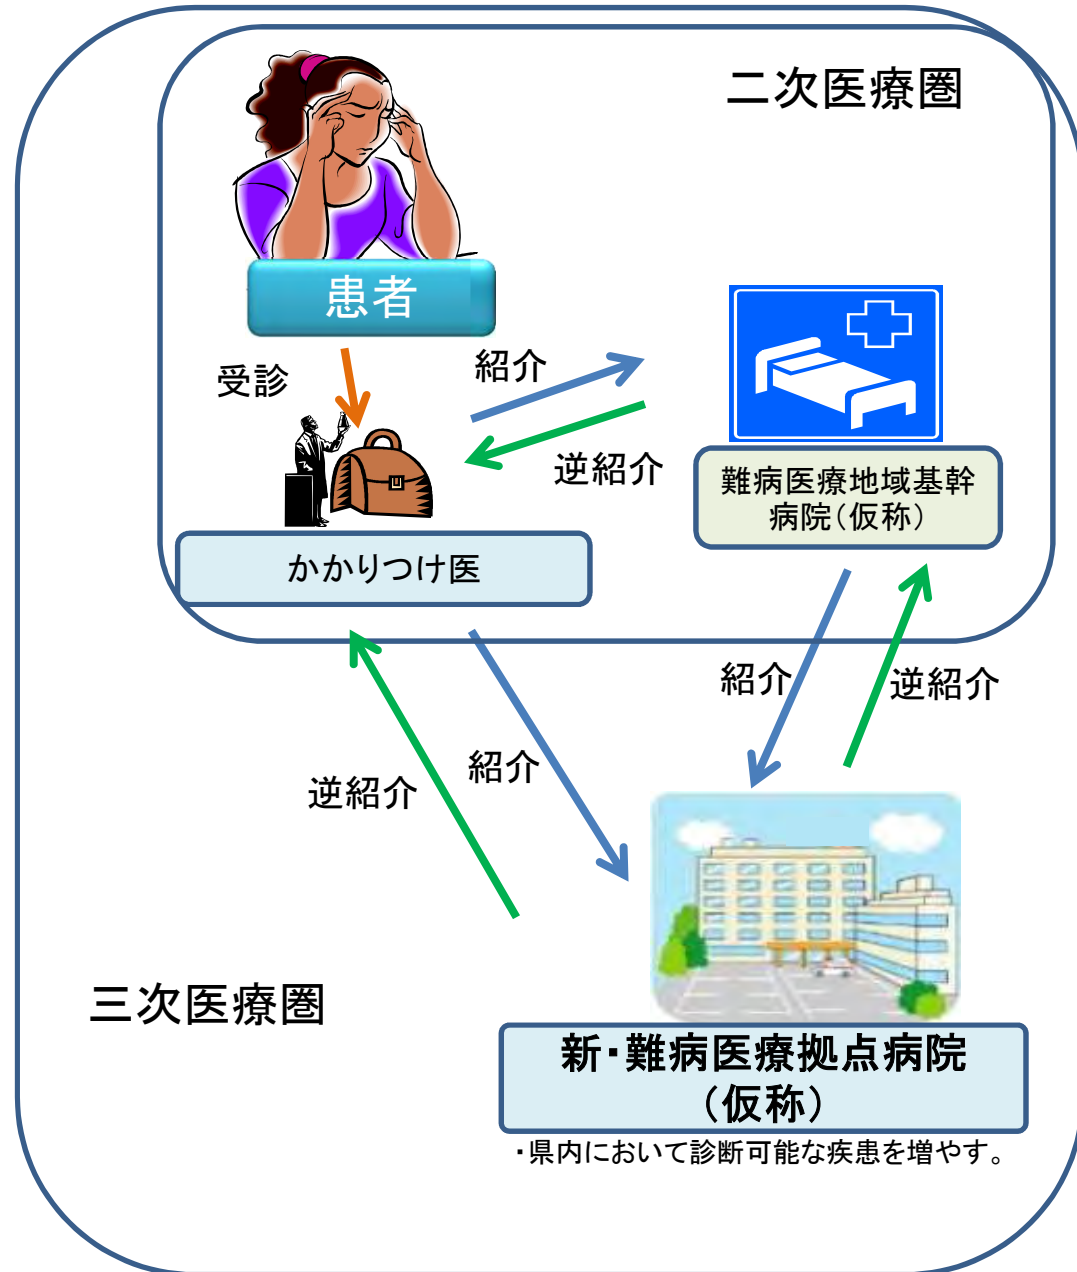 二次医療圏
患者
受診
紹介
逆紹介
難病医療地域基幹
病院（仮称）
かかりつけ医
紹介
逆紹介
紹介
逆紹介
三次医療圏
新・難病医療拠点病院
（仮称）
・県内において診断可能な疾患を増やす。